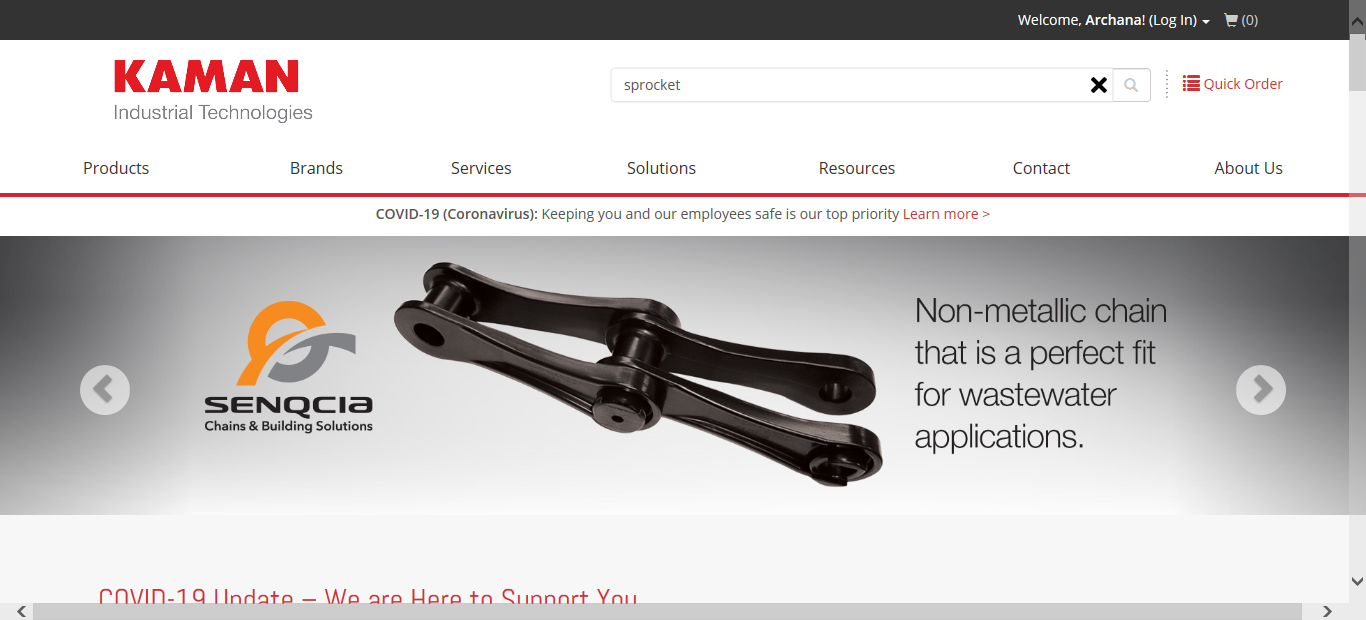 Welcome, Archana! (Log In) (0)
KAMAN
Industrial Technologies
sprocket
Quick Order
Products Brands Services Solutions Resources Contact About Us
COVID-19 (Coronavirus): Keeping you and our employees safe is our top priority Learn more >
SENQCIA
Chains & Building Solutions
Non-metallic chain
that is a perfect fit
for wastewater
applications.
COVID-19 Update – We are Here to Support You